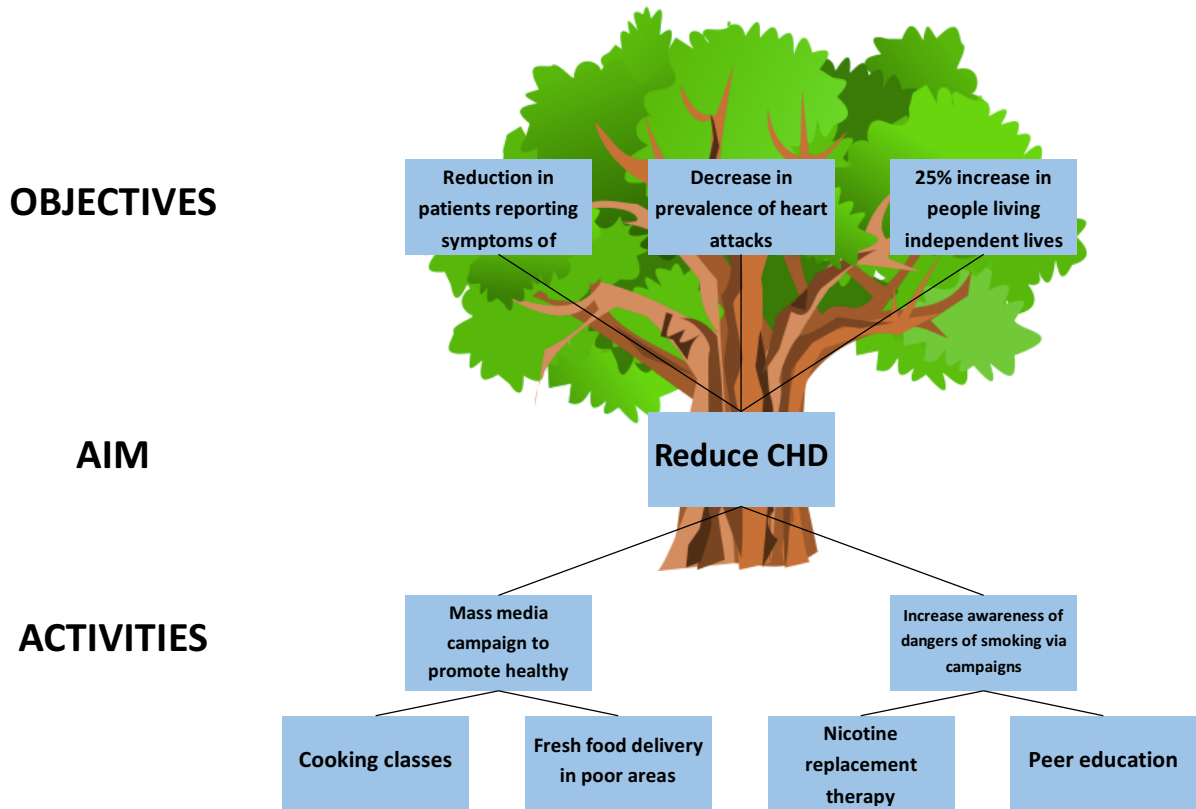 OBJECTIVES
Reduction in
patients reporting
symptoms of
Decrease in
prevalence of heart
attacks
25% increase in
people living
independent lives
AIM
Reduce CHD
ACTIVITIES
Mass media
campaign to
promote healthy
Increase awareness of
dangers of smoking via
campaigns
Cooking classes
Fresh food delivery
in poor areas
Nicotine
replacement
therapy
Peer education